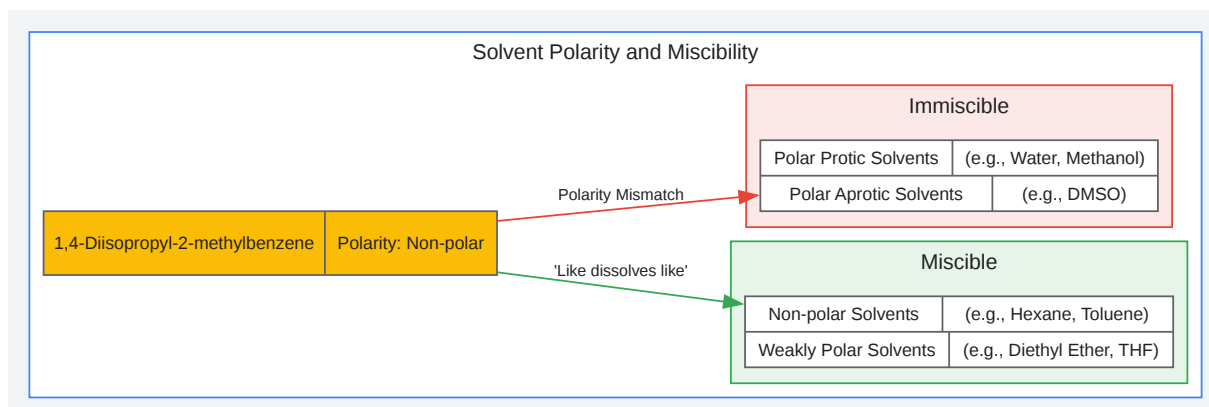 Solvent Polarity and Miscibility
Immiscible
Polar Protic Solvents (e.g., Water, Methanol)
Polar Aprotic Solvents (e.g., DMSO)
Polarity Mismatch
1,4-Diisopropyl-2-methylbenzene Polarity: Non-polar
'Like dissolves like'
Miscible
Non-polar Solvents (e.g., Hexane, Toluene)
Weakly Polar Solvents (e.g., Diethyl Ether, THF)